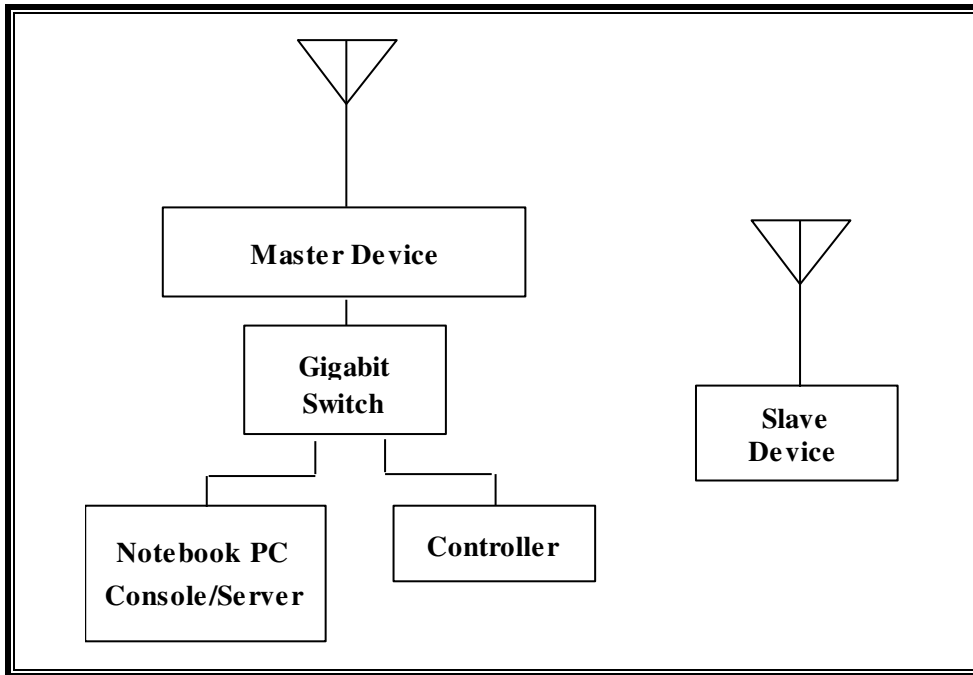 Master Device
Gigabit
Switch
Slave
Device
Notebook PC
Console/Server
Controller